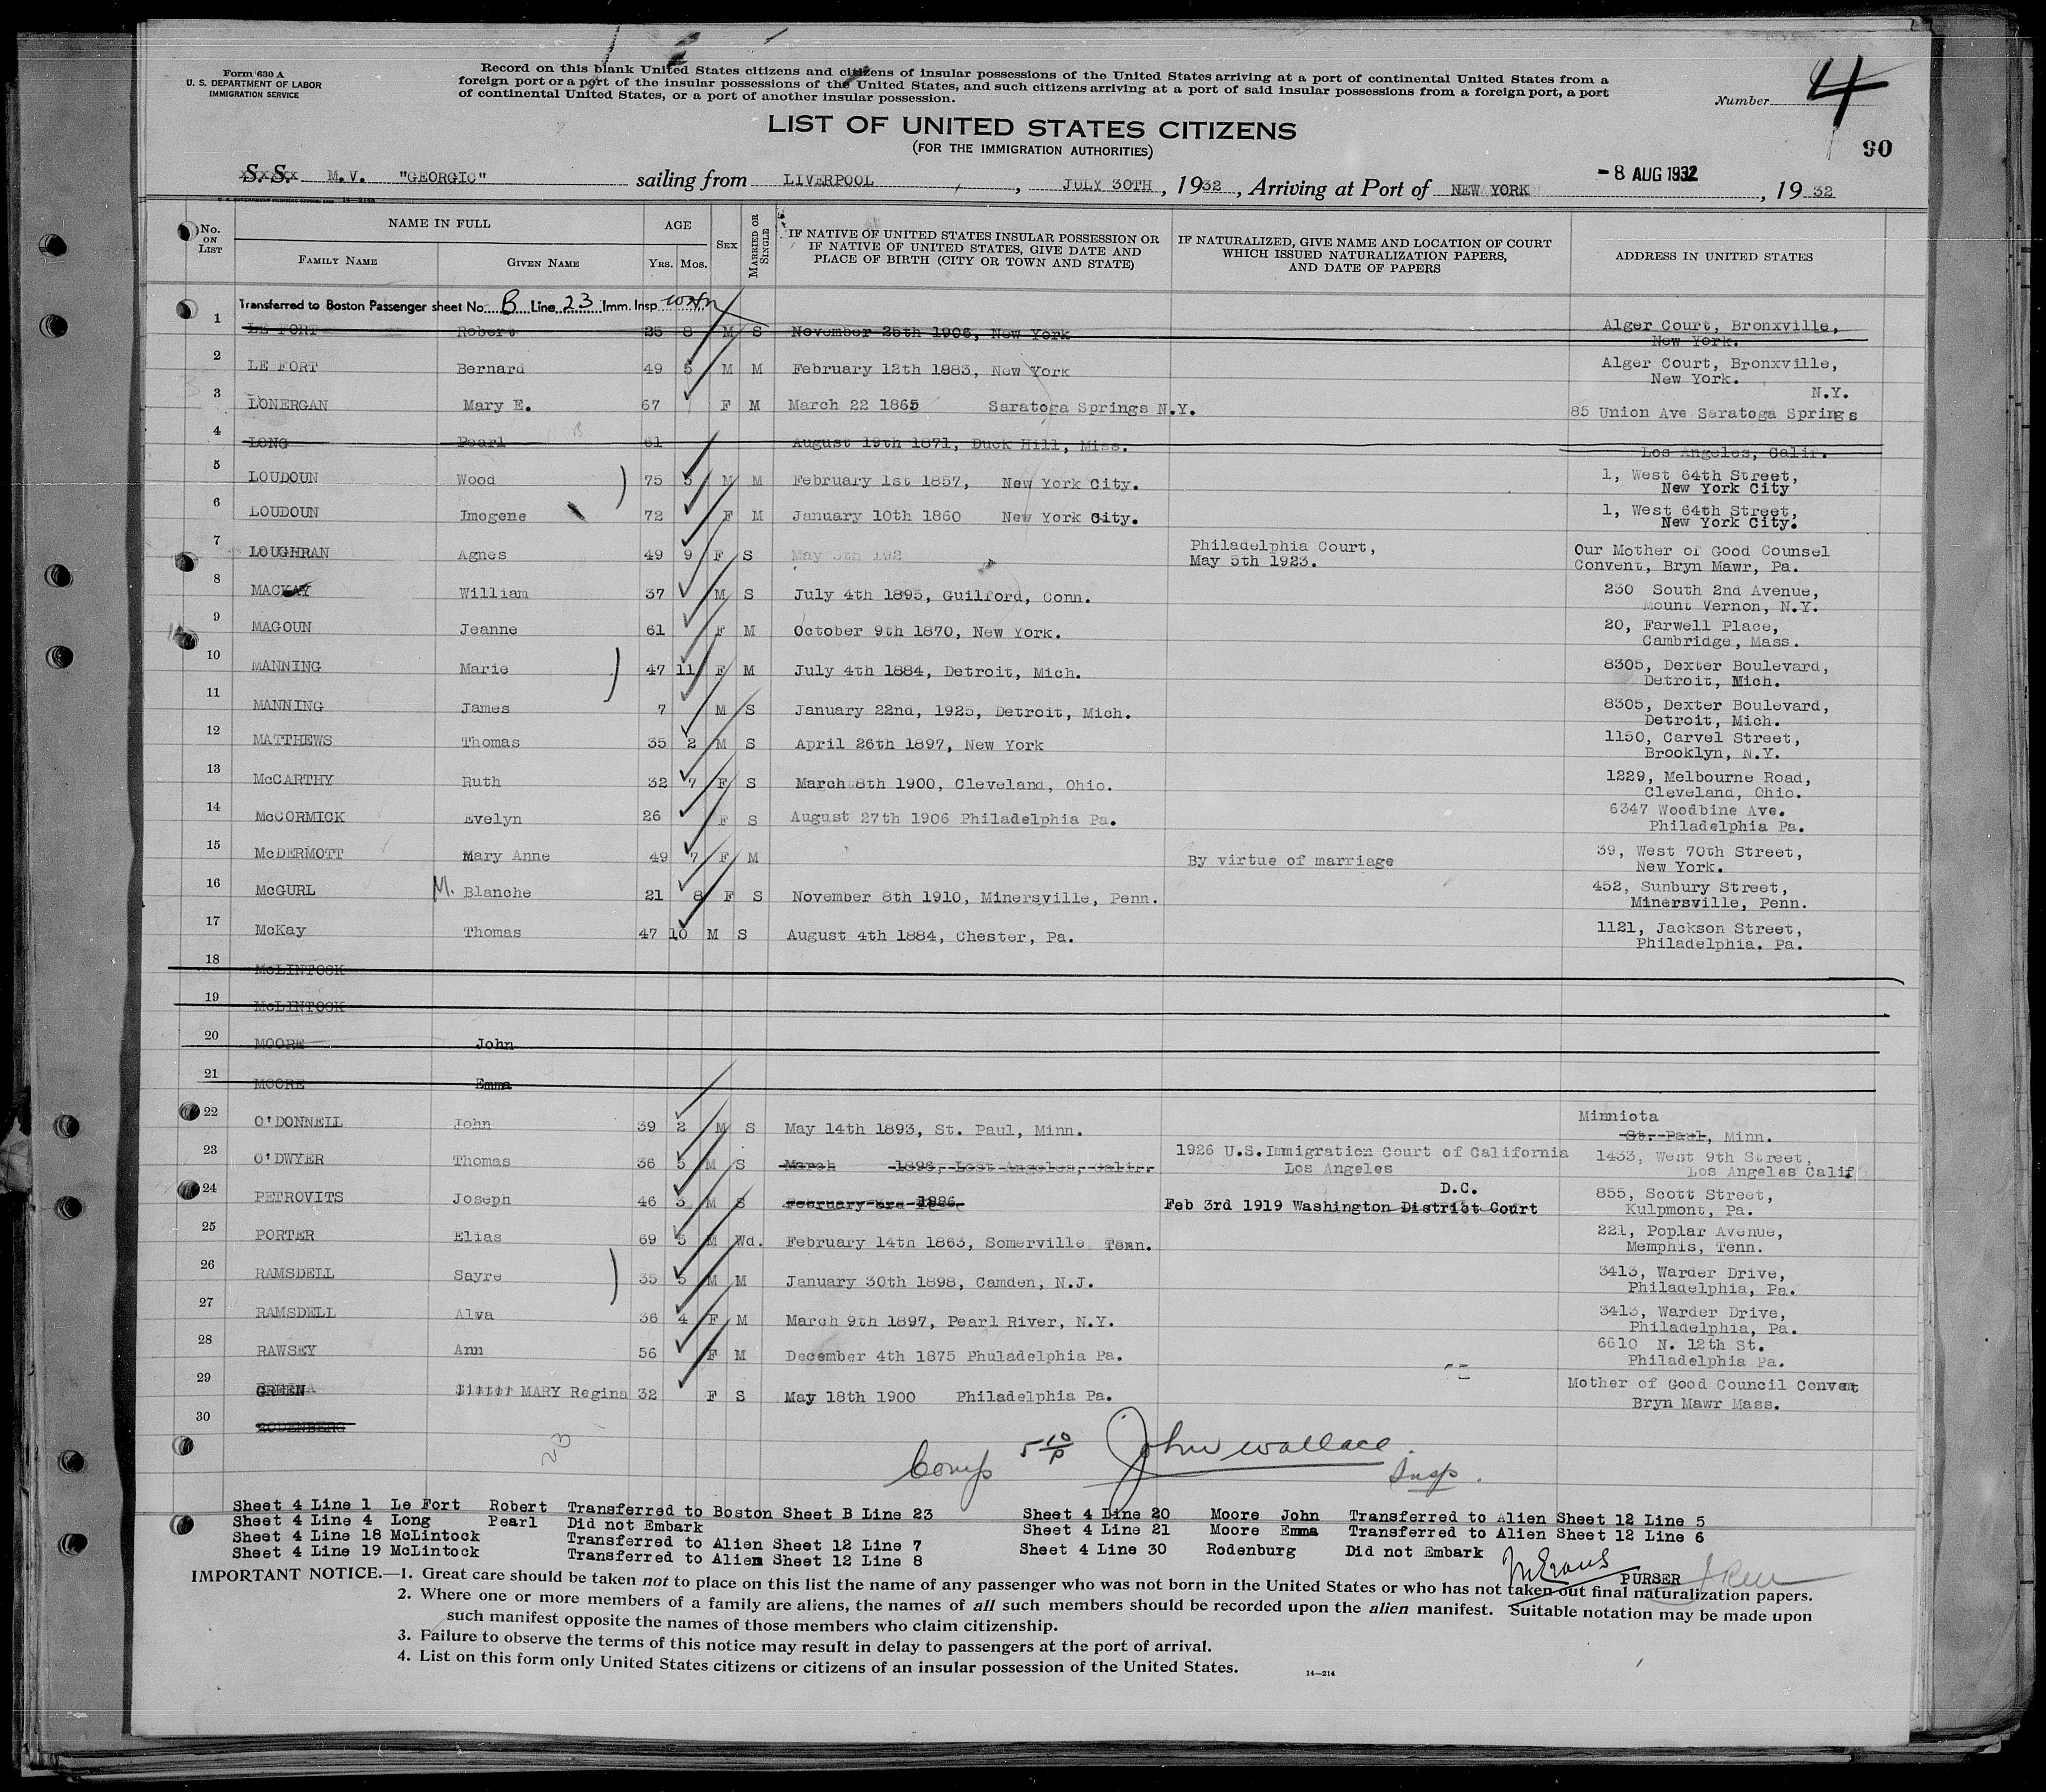 Form 630 A
U. S. DEPARTMENT OF LABOR
IMMIGRATION SERVICE
Record on this blank United States citizens and citizens of insular possessions of the United States arriving at a port of continental United States from a
foreign port or a port of the insular possessions of the United States, and such citizens arriving at a port of said insular possessions from a foreign port, a port
of continental United States, or a port of another insular possession.
Number 4
LIST OF UNITED STATES CITIZENS
(FOR THE IMMIGRATION AUTHORITIES)
90
S. S. M.V. "GEORGIC" sailing from LIVERPOOL, JULY 30TH, 1932, Arriving at Port of NEW YORK -8 AUG 1932, 1932
No. ON LIST NAME IN FULL AGE SEX MARRIED OR SINGLE IF NATIVE OF UNITED STATES INSULAR POSSESSION OR IF NATIVE OF UNITED STATES, GIVE DATE AND PLACE OF BIRTH (CITY OR TOWN AND STATE) IF NATURALIZED, GIVE NAME AND LOCATION OF COURT WHICH ISSUED NATURALIZATION PAPERS, AND DATE OF PAPERS ADDRESS IN UNITED STATES
FAMILY NAME GIVEN NAME YRS. MOS.
Transferred to Boston Passenger sheet No. B Line 23 Imm. Insp
1 LE FORT Robert 25 8 M S November 25th 1906, New York Alger Court, Bronxville, New York.
2 LE FORT Bernard 49 5 M M February 12th 1883, New York Alger Court, Bronxville, New York.
3 LONERGAN Mary E. 67 F M March 22 1865 Saratoga Springs N.Y. 85 Union Ave Saratoga Springs N.Y.
4 LONG Pearl 61 August 19th 1871, Duck Hill, Miss. Los Angeles, Calif.
5 LOUDOUN Wood 75 5 M M February 1st 1857, New York City. 1, West 64th Street, New York City
6 LOUDOUN Imogene 72 F M January 10th 1860 New York City. 1, West 64th Street, New York City.
7 LOUGHRAN Agnes 49 9 F S May 5th 192 Philadelphia Court, May 5th 1923. Our Mother of Good Counsel Convent, Bryn Mawr, Pa.
8 MACKAY William 37 M S July 4th 1895, Guilford, Conn. 230 South 2nd Avenue, Mount Vernon, N.Y.
9 MAGOUN Jeanne 61 F M October 9th 1870, New York. 20, Farwell Place, Cambridge, Mass.
10 MANNING Marie 47 11 F M July 4th 1884, Detroit, Mich. 8305, Dexter Boulevard, Detroit, Mich.
11 MANNING James 7 M S January 22nd, 1925, Detroit, Mich. 8305, Dexter Boulevard, Detroit, Mich.
12 MATTHEWS Thomas 35 2 M S April 26th 1897, New York 1150, Carvel Street, Brooklyn, N.Y.
13 McCARTHY Ruth 32 7 F S March 8th 1900, Cleveland, Ohio. 1229, Melbourne Road, Cleveland, Ohio.
14 McCORMICK Evelyn 26 F S August 27th 1906 Philadelphia Pa. 6347 Woodbine Ave. Philadelphia Pa.
15 McDERMOTT Mary Anne 49 7 F M By virtue of marriage 39, West 70th Street, New York.
16 McGURL M. Blanche 21 8 F S November 8th 1910, Minersville, Penn. 452, Sunbury Street, Minersville, Penn.
17 McKay Thomas 47 10 M S August 4th 1884, Chester, Pa. 1121, Jackson Street, Philadelphia. Pa.
18 McLINTOCK
19 McLINTOCK
20 MOORE John
21 MOORE Emma
22 O'DONNELL John 39 2 M S May 14th 1893, St. Paul, Minn. Minniota St. Paul, Minn.
23 O'DWYER Thomas 36 5 M S March 1896, Lost Angeles, Calif. 1926 U.S. Immigration Court of California Los Angeles 1433, West 9th Street, Los Angeles Calif
24 PETROVITS Joseph 46 3 M S February 3rd 1886. Feb 3rd 1919 Washington D.C. District Court 855, Scott Street, Kulpmont, Pa.
25 PORTER Elias 69 5 M Wd. February 14th 1863, Somerville, Tenn. 221, Poplar Avenue, Memphis, Tenn.
26 RAMSDELL Sayre 35 5 M M January 30th 1898, Camden, N.J. 3413, Warder Drive, Philadelphia, Pa.
27 RAMSDELL Alva 36 4 F M March 9th 1897, Pearl River, N.Y. 3413, Warder Drive, Philadelphia, Pa.
28 RAWSEY Ann 56 F M December 4th 1875 Phuladelphia Pa. 6610 N. 12th St. Philadelphia Pa.
29 GREEN Sister MARY Regina 32 F S May 18th 1900 Philadelphia Pa. Mother of Good Council Convent Bryn Mawr Mass.
30 RODENBERG
23
Comp 5 10/p John Wallace. Insp.
Sheet 4 Line 1 Le Fort Robert Transferred to Boston Sheet B Line 23 Sheet 4 Line 20 Moore John Transferred to Alien Sheet 12 Line 5
Sheet 4 Line 4 Long Pearl Did not Embark Sheet 4 Line 21 Moore Emma Transferred to Alien Sheet 12 Line 6
Sheet 4 Line 18 McLintock Transferred to Alien Sheet 12 Line 7 Sheet 4 Line 30 Rodenburg Did not Embark
Sheet 4 Line 19 McLintock Transferred to Alien Sheet 12 Line 8
PURSER
IMPORTANT NOTICE.—1. Great care should be taken not to place on this list the name of any passenger who was not born in the United States or who has not taken out final naturalization papers.
2. Where one or more members of a family are aliens, the names of all such members should be recorded upon the alien manifest. Suitable notation may be made upon
such manifest opposite the names of those members who claim citizenship.
3. Failure to observe the terms of this notice may result in delay to passengers at the port of arrival.
4. List on this form only United States citizens or citizens of an insular possession of the United States.
14—214